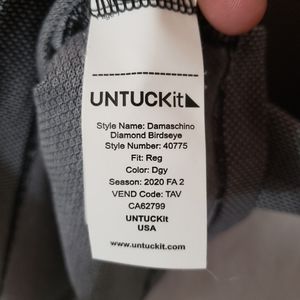 UNTUCKit
Style Name: Damaschino
Diamond Birdseye
Style Number: 40775
Fit: Reg
Color: Dgy
Season: 2020 FA 2
VEND Code: TAV
CA62799
UNTUCKit
USA
www.untuckit.com